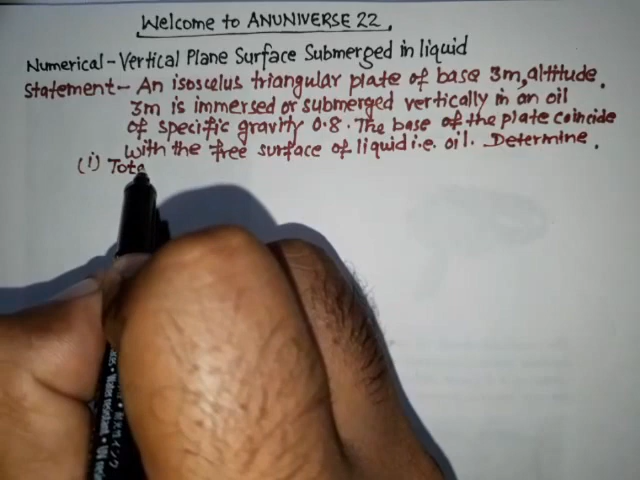 Welcome to ANUNIVERSE 22
Numerical - Vertical Plane Surface Submerged in liquid
Statement - An isoscelus triangular plate of base 3m, altitude
3m is immersed or submerged vertically in an oil
of specific gravity 0.8. The base of the plate coincide
with the free surface of liquid i.e. oil. Determine.
(i) Tota